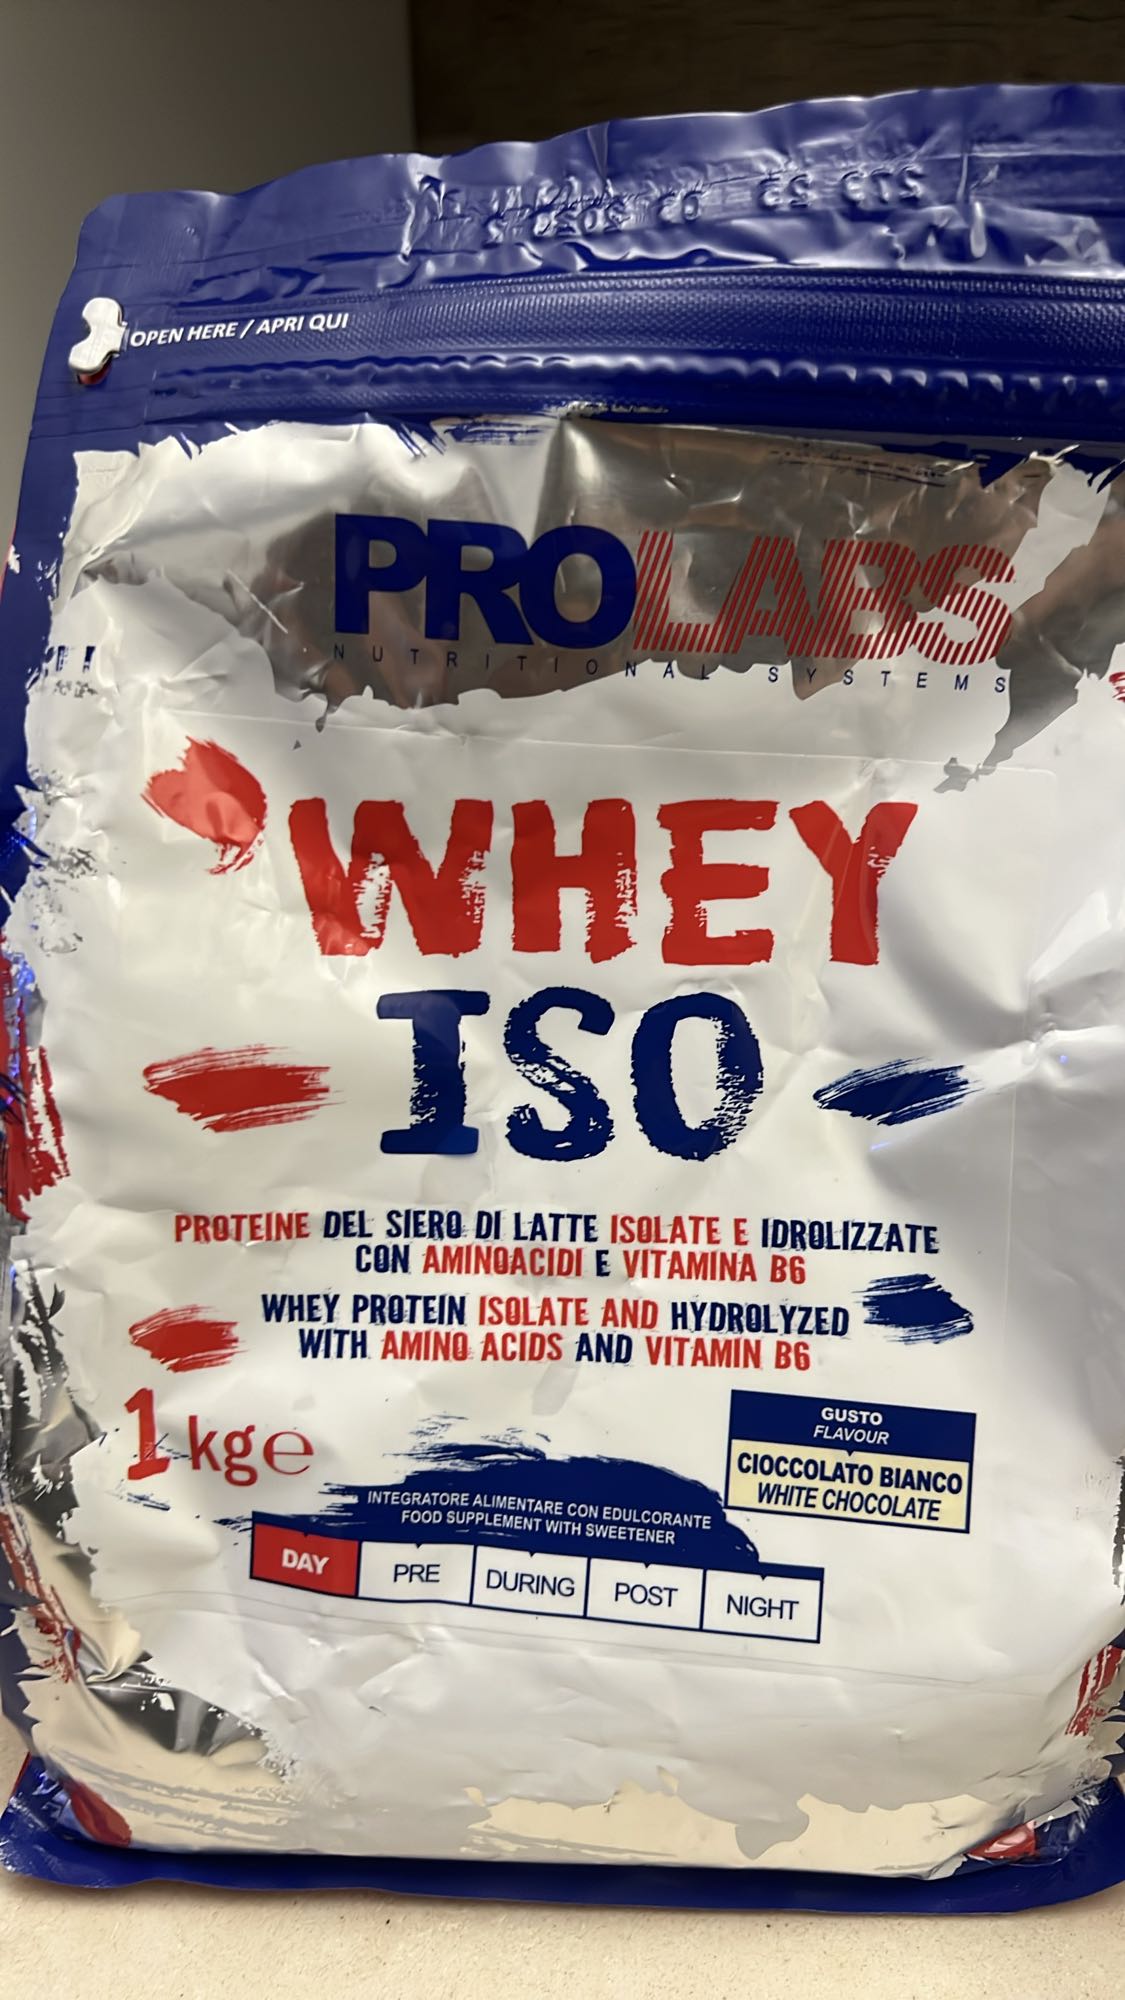 OPEN HERE / APRI QUI
PROLABS
NUTRITIONAL SYSTEMS
WHEY
ISO
PROTEINE DEL SIERO DI LATTE ISOLATE E IDROLIZZATE
CON AMINOACIDI E VITAMINA B6
WHEY PROTEIN ISOLATE AND HYDROLYZED
WITH AMINO ACIDS AND VITAMIN B6
1 kg e
GUSTO
FLAVOUR
CIOCCOLATO BIANCO
WHITE CHOCOLATE
INTEGRATORE ALIMENTARE CON EDULCORANTE
FOOD SUPPLEMENT WITH SWEETENER
DAY PRE DURING POST NIGHT